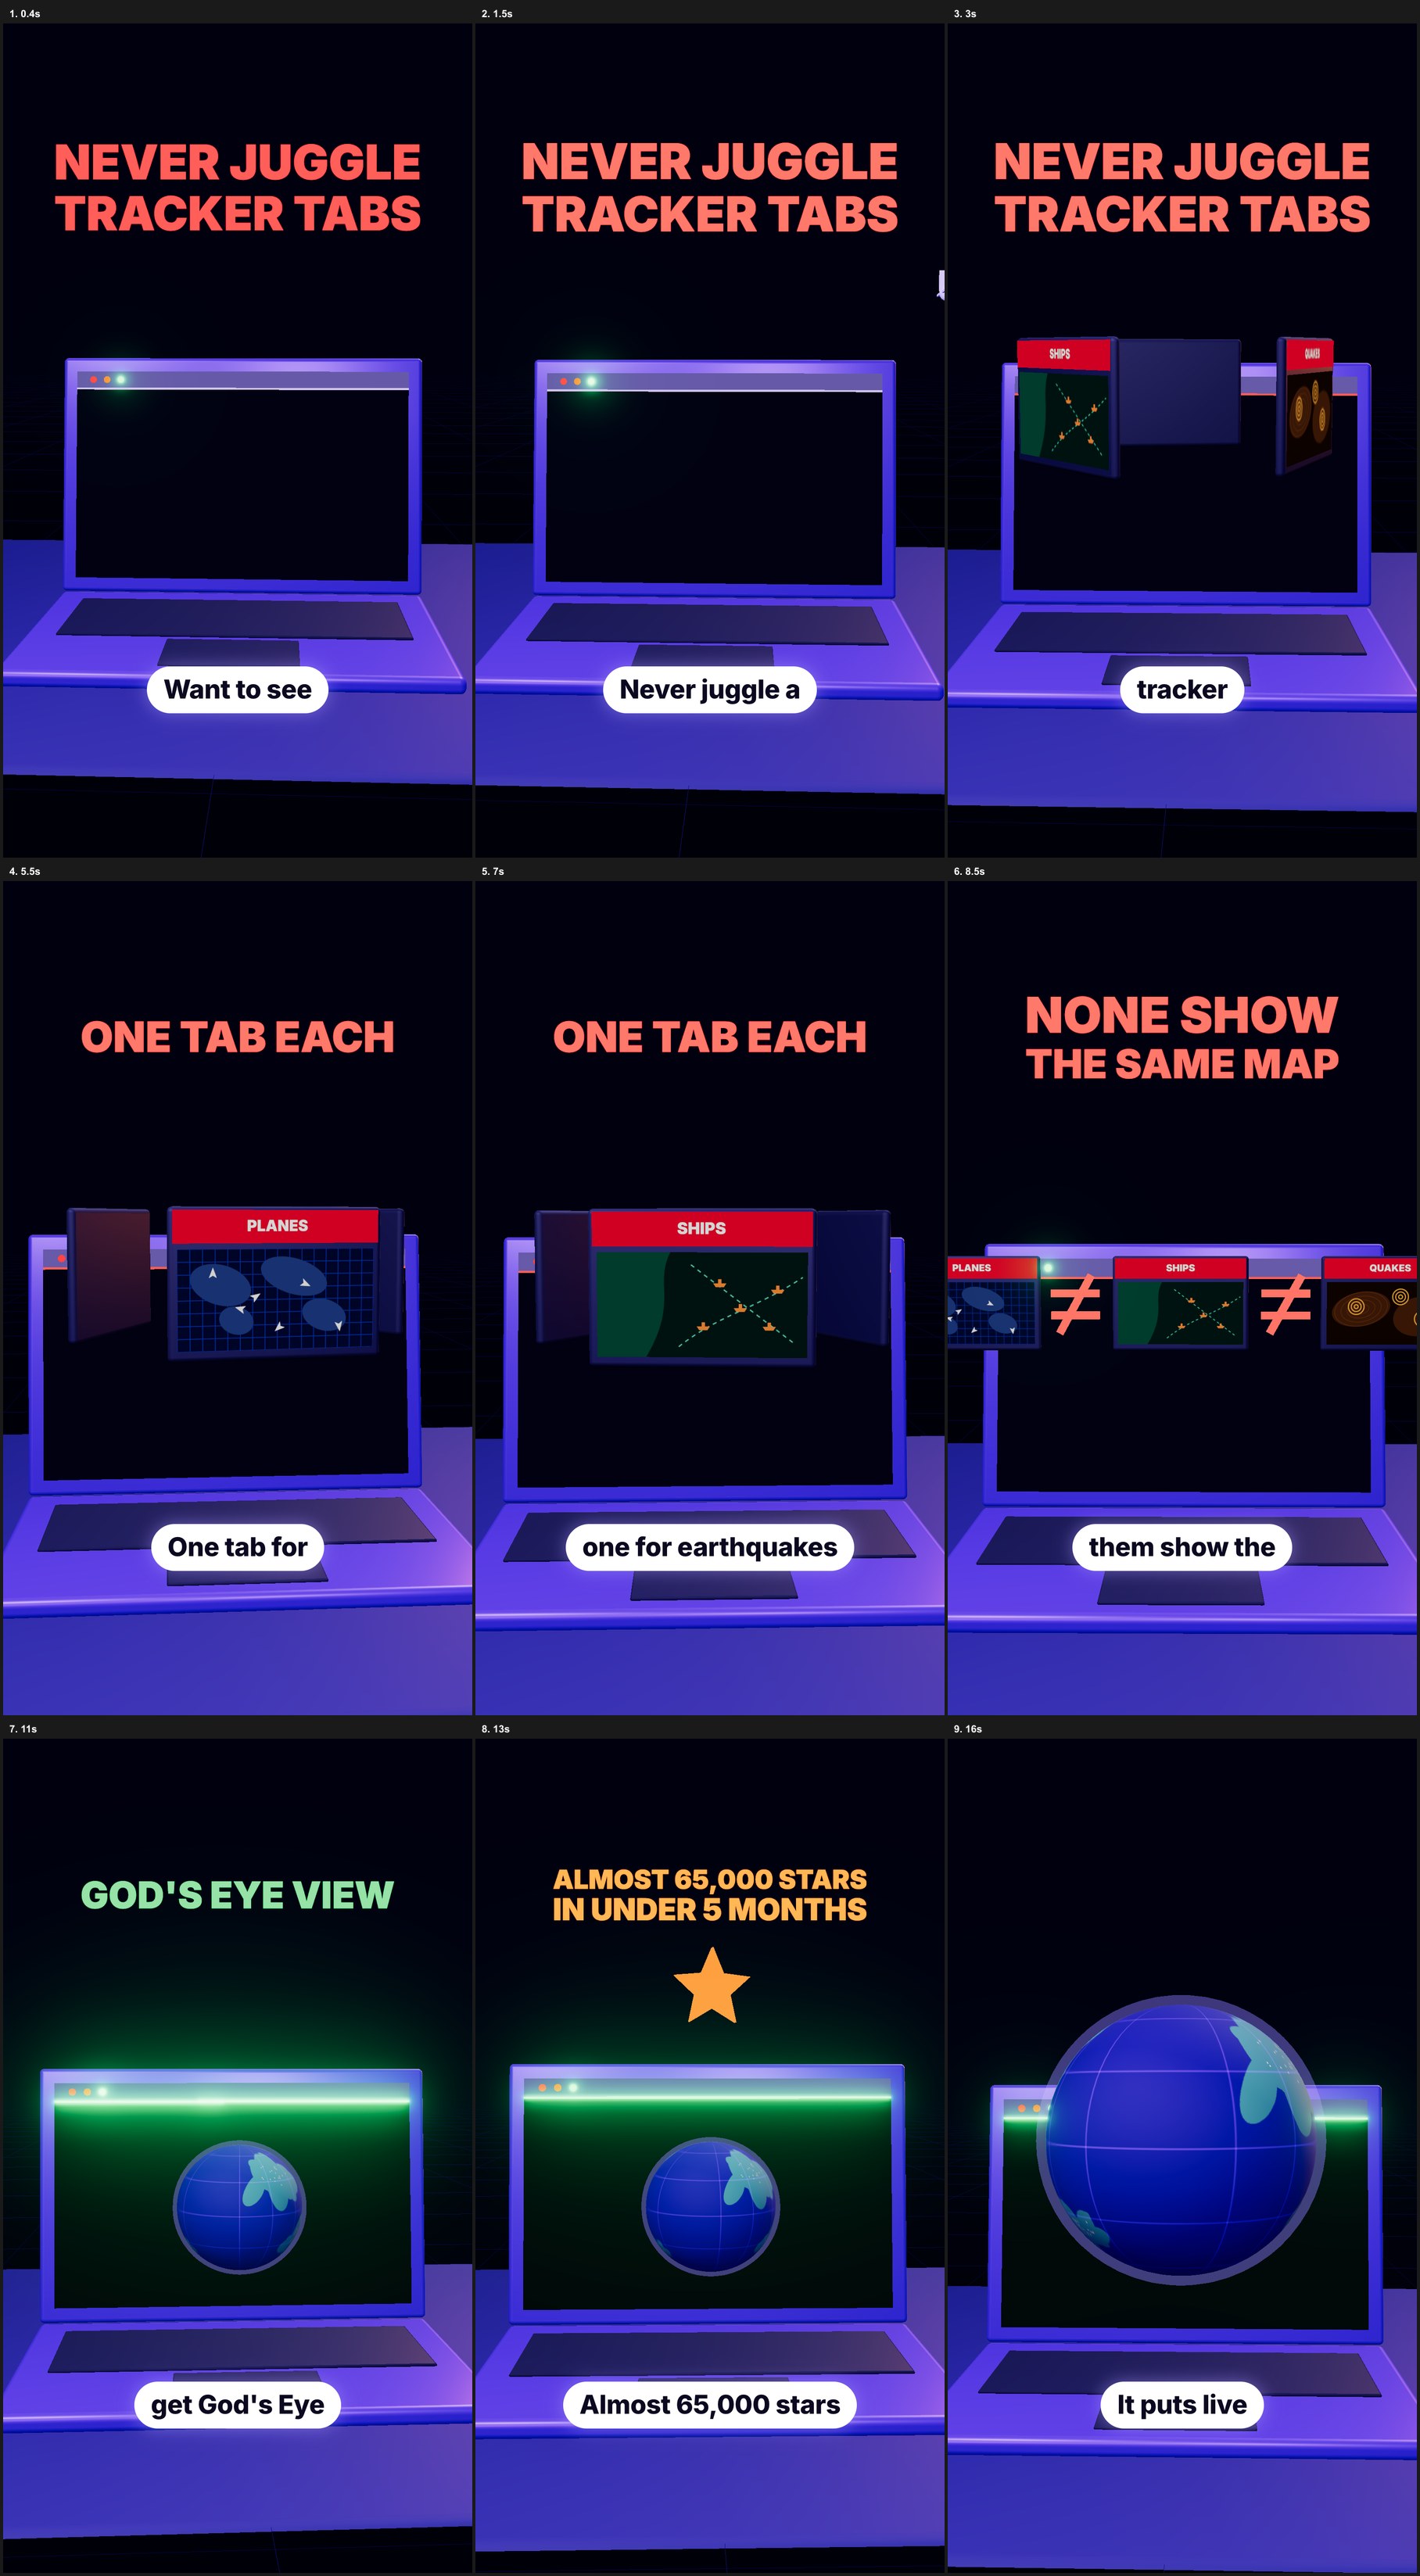 1. 0.4s
NEVER JUGGLE
TRACKER TABS
Want to see
2. 1.5s
NEVER JUGGLE
TRACKER TABS
Never juggle a
3. 3s
NEVER JUGGLE
TRACKER TABS
SHIPS
QUAKES
tracker
4. 5.5s
ONE TAB EACH
PLANES
One tab for
5. 7s
ONE TAB EACH
SHIPS
one for earthquakes
6. 8.5s
NONE SHOW
THE SAME MAP
PLANES
≠
SHIPS
≠
QUAKES
them show the
7. 11s
GOD'S EYE VIEW
get God's Eye
8. 13s
ALMOST 65,000 STARS
IN UNDER 5 MONTHS
Almost 65,000 stars
9. 16s
It puts live